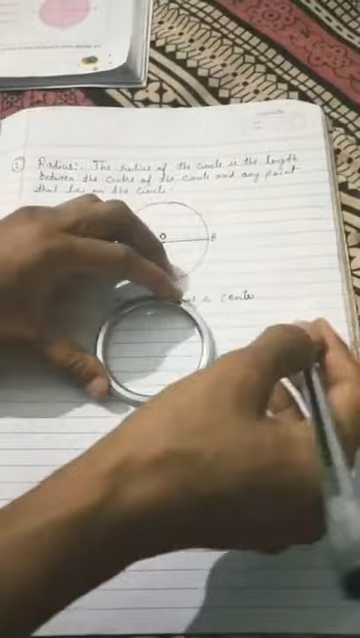 Radius:- The radius of the circle is the length
between the centre of the circle and any point
that lie on the circle.
O
a centre